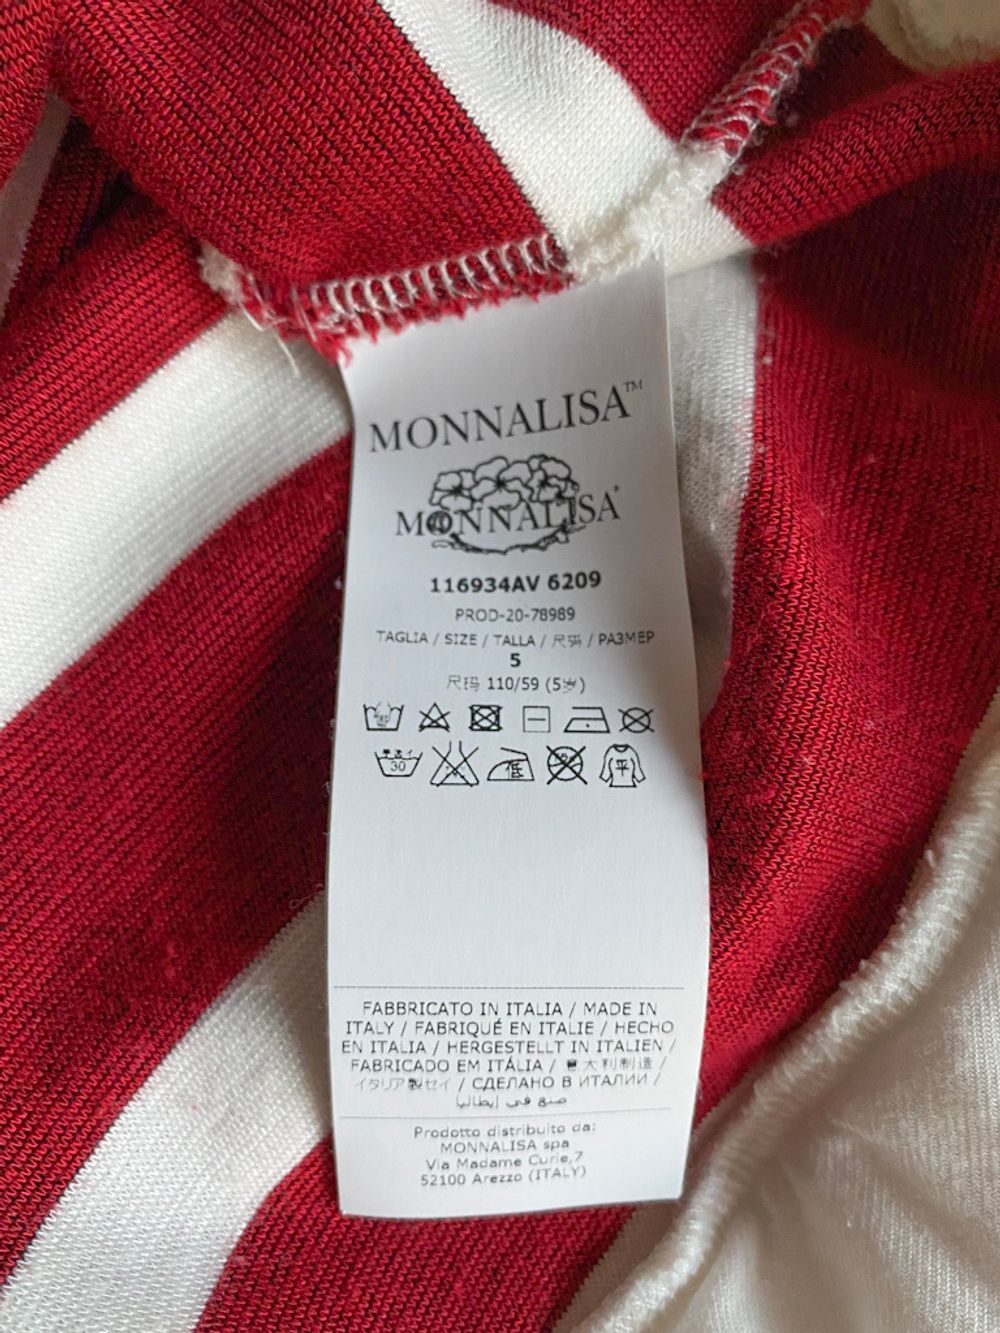 MONNALISA™
MONNALISA®
116934AV 6209
PROD-20-78989
TAGLIA / SIZE / TALLA / 尺码 / РАЗМЕР
5
尺码 110/59 (5岁)
30
低
平
FABBRICATO IN ITALIA / MADE IN
ITALY / FABRIQUÉ EN ITALIE / HECHO
EN ITALIA / HERGESTELLT IN ITALIEN /
FABRICADO EM ITÁLIA / 意大利制造 /
イタリア製セイ / СДЕЛАНО В ИТАЛИИ /
صنع في إيطاليا
Prodotto distribuito da:
MONNALISA spa
Via Madame Curie,7
52100 Arezzo (ITALY)